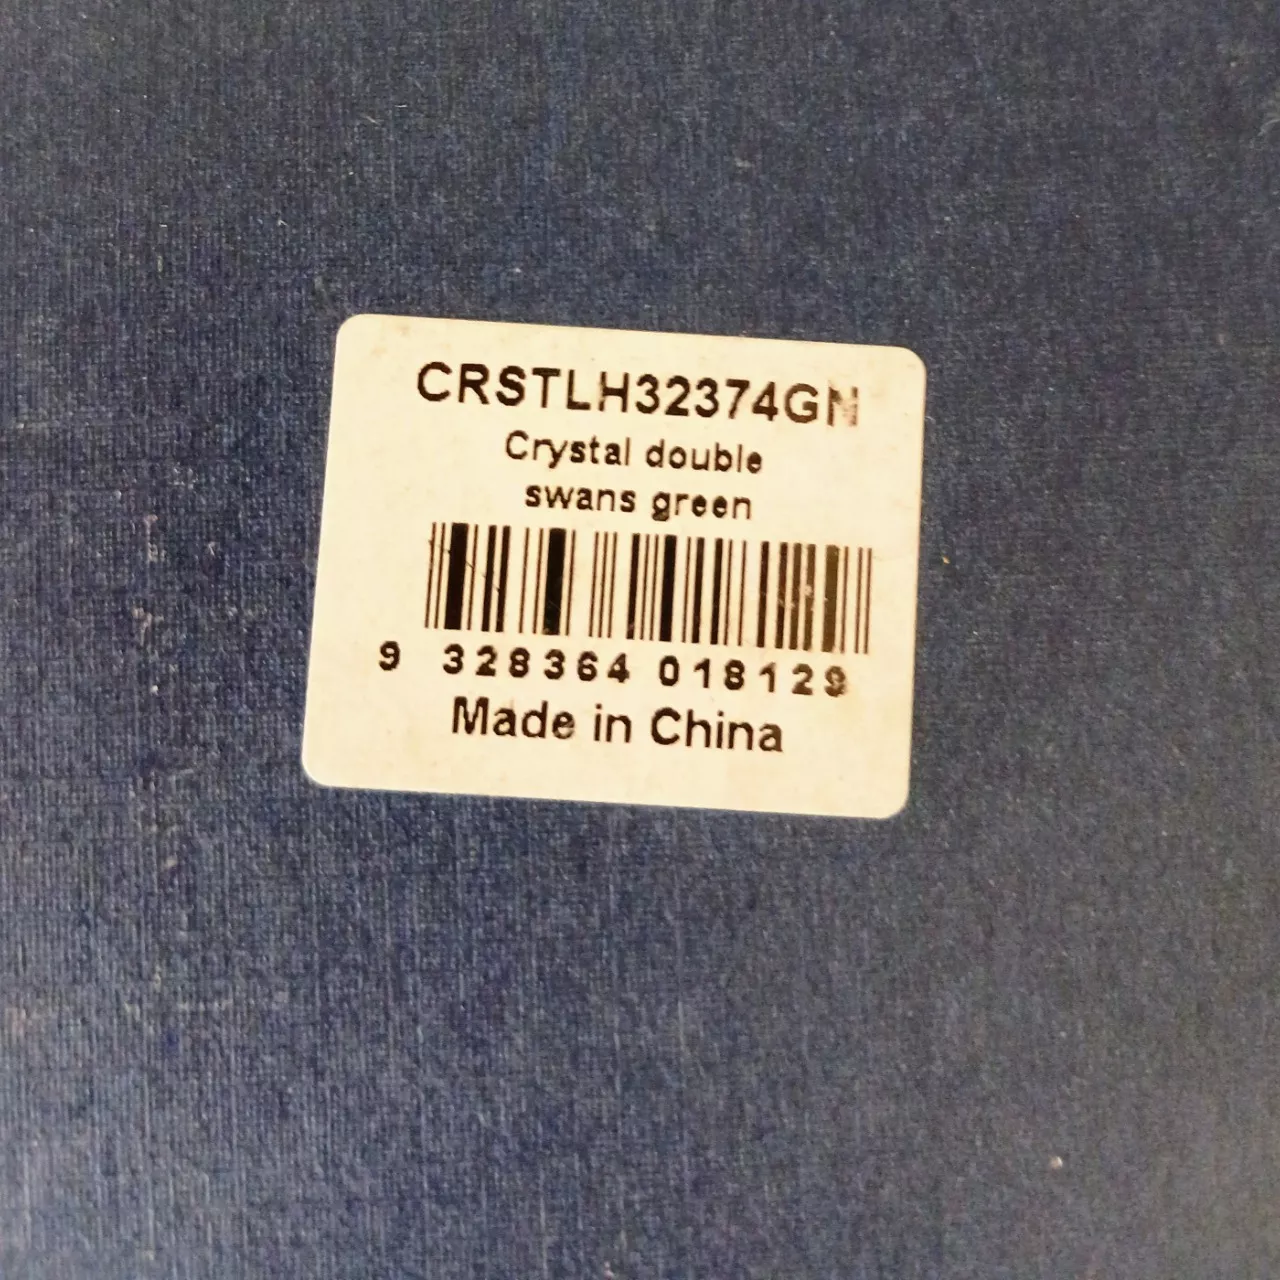 CRSTLH32374GN
Crystal double
swans green
9 328364 018129
Made in China